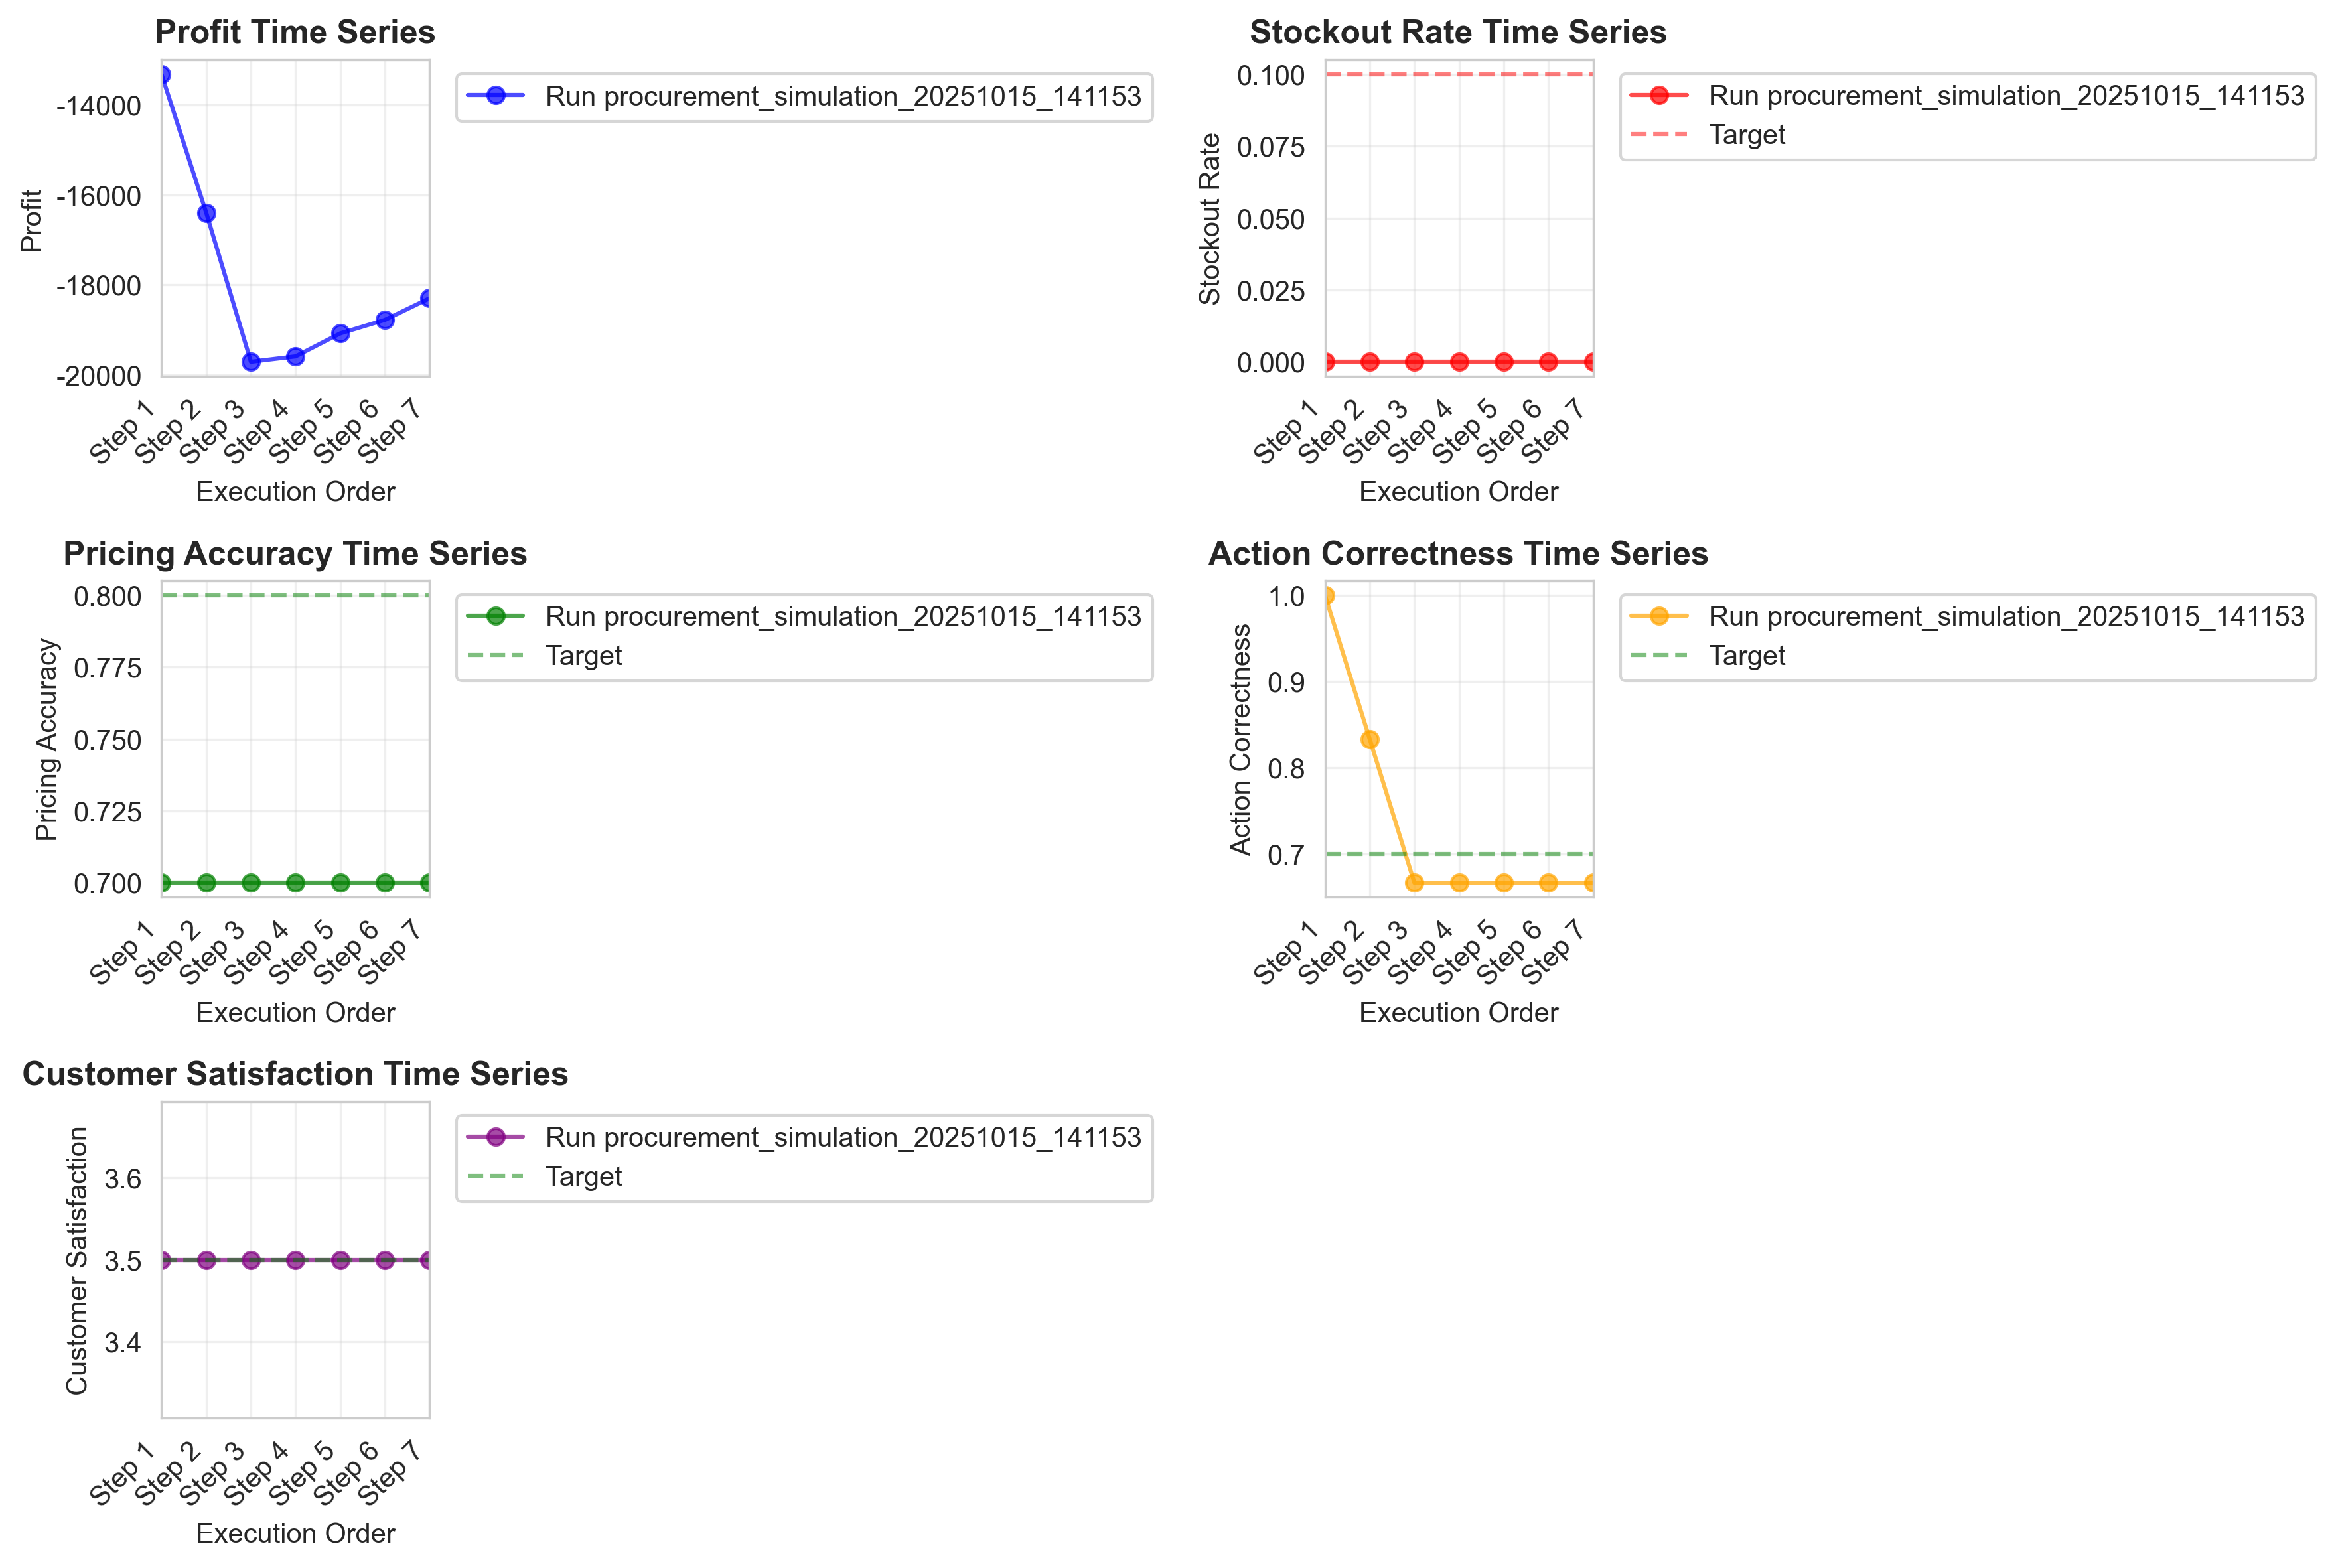 Profit Time Series
Profit
-14000
-16000
-18000
-20000
Step 1
Step 2
Step 3
Step 4
Step 5
Step 6
Step 7
Execution Order
Run procurement_simulation_20251015_141153
Stockout Rate Time Series
Stockout Rate
0.100
0.075
0.050
0.025
0.000
Step 1
Step 2
Step 3
Step 4
Step 5
Step 6
Step 7
Execution Order
Run procurement_simulation_20251015_141153
Target
Pricing Accuracy Time Series
Pricing Accuracy
0.800
0.775
0.750
0.725
0.700
Step 1
Step 2
Step 3
Step 4
Step 5
Step 6
Step 7
Execution Order
Run procurement_simulation_20251015_141153
Target
Action Correctness Time Series
Action Correctness
1.0
0.9
0.8
0.7
Step 1
Step 2
Step 3
Step 4
Step 5
Step 6
Step 7
Execution Order
Run procurement_simulation_20251015_141153
Target
Customer Satisfaction Time Series
Customer Satisfaction
3.6
3.5
3.4
Step 1
Step 2
Step 3
Step 4
Step 5
Step 6
Step 7
Execution Order
Run procurement_simulation_20251015_141153
Target